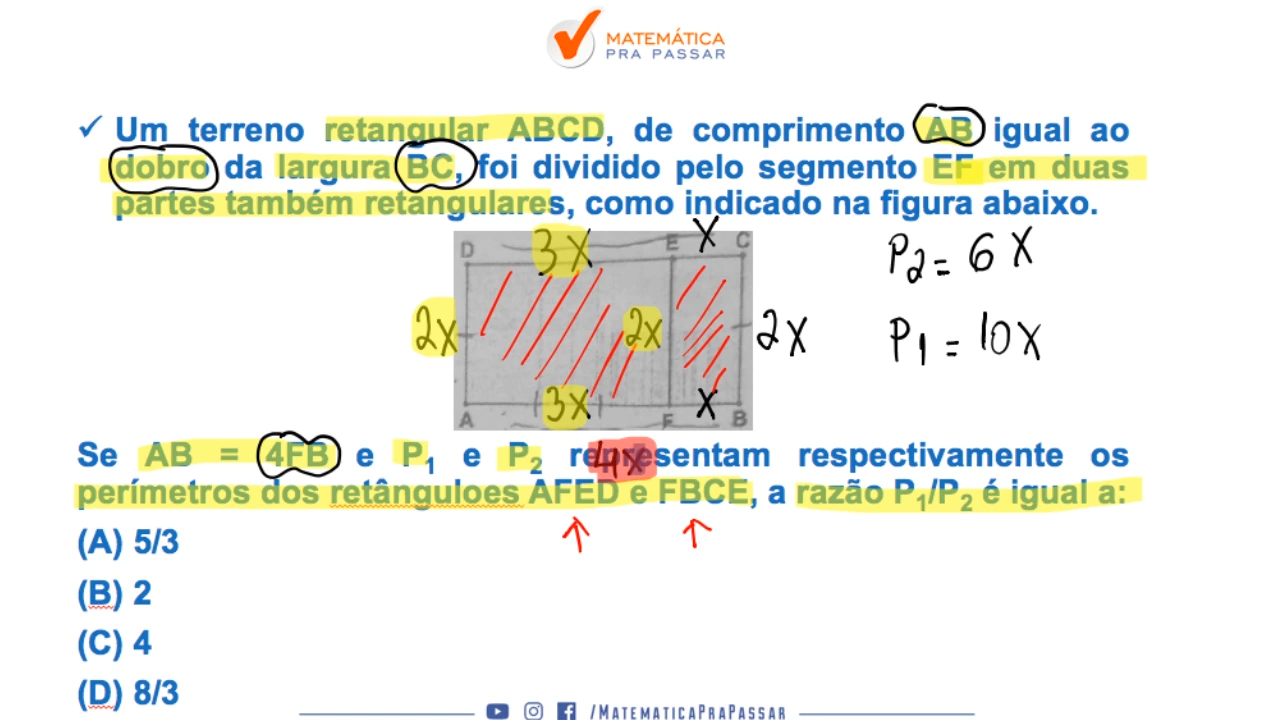 MATEMÁTICA
PRA PASSAR
✓ Um terreno retangular ABCD, de comprimento AB igual ao
dobro da largura BC, foi dividido pelo segmento EF em duas
partes também retangulares, como indicado na figura abaixo.
D 3X E X C
P2 = 6X
2x 2x 2X
P1 = 10X
A 3X F X B
Se AB = 4FB e P1 e P2 representam respectivamente os
4x
perímetros dos retânguloes AFED e FBCE, a razão P1/P2 é igual a:
(A) 5/3
(B) 2
(C) 4
(D) 8/3
/MATEMATICAPRAPASSAR